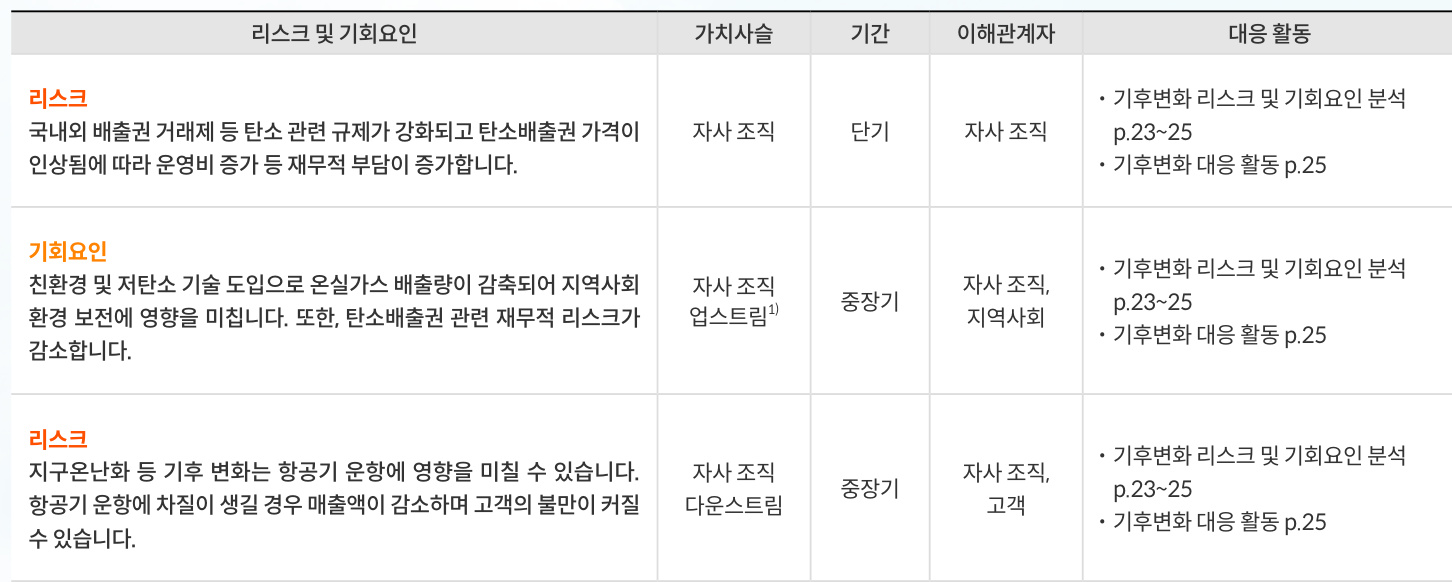 리스크 및 기회요인 가치사슬 기간 이해관계자 대응 활동
리스크
국내외 배출권 거래제 등 탄소 관련 규제가 강화되고 탄소배출권 가격이
인상됨에 따라 운영비 증가 등 재무적 부담이 증가합니다.
자사 조직
단기
자사 조직
• 기후변화 리스크 및 기회요인 분석
p.23~25
• 기후변화 대응 활동 p.25
기회요인
친환경 및 저탄소 기술 도입으로 온실가스 배출량이 감축되어 지역사회
환경 보전에 영향을 미칩니다. 또한, 탄소배출권 관련 재무적 리스크가
감소합니다.
자사 조직
업스트림1)
중장기
자사 조직,
지역사회
• 기후변화 리스크 및 기회요인 분석
p.23~25
• 기후변화 대응 활동 p.25
리스크
지구온난화 등 기후 변화는 항공기 운항에 영향을 미칠 수 있습니다.
항공기 운항에 차질이 생길 경우 매출액이 감소하며 고객의 불만이 커질
수 있습니다.
자사 조직
다운스트림
중장기
자사 조직,
고객
• 기후변화 리스크 및 기회요인 분석
p.23~25
• 기후변화 대응 활동 p.25